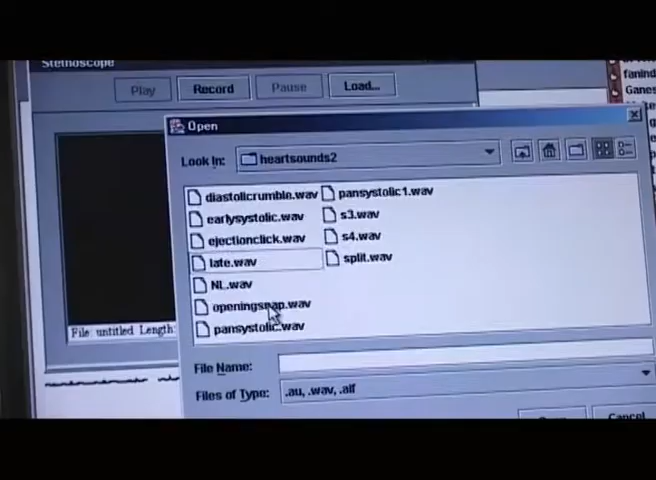 Stethoscope
Play Record Pause Load...
Open
Look In: heartsounds2
diastolicrumble.wav pansystolic1.wav
earlysystolic.wav s3.wav
ejectionclick.wav s4.wav
late.wav split.wav
NL.wav
openingsnap.wav
pansystolic.wav
File: untitled Length:
File Name:
Files of Type: .au, .wav, .aif
Cancel
fanind
Ganes